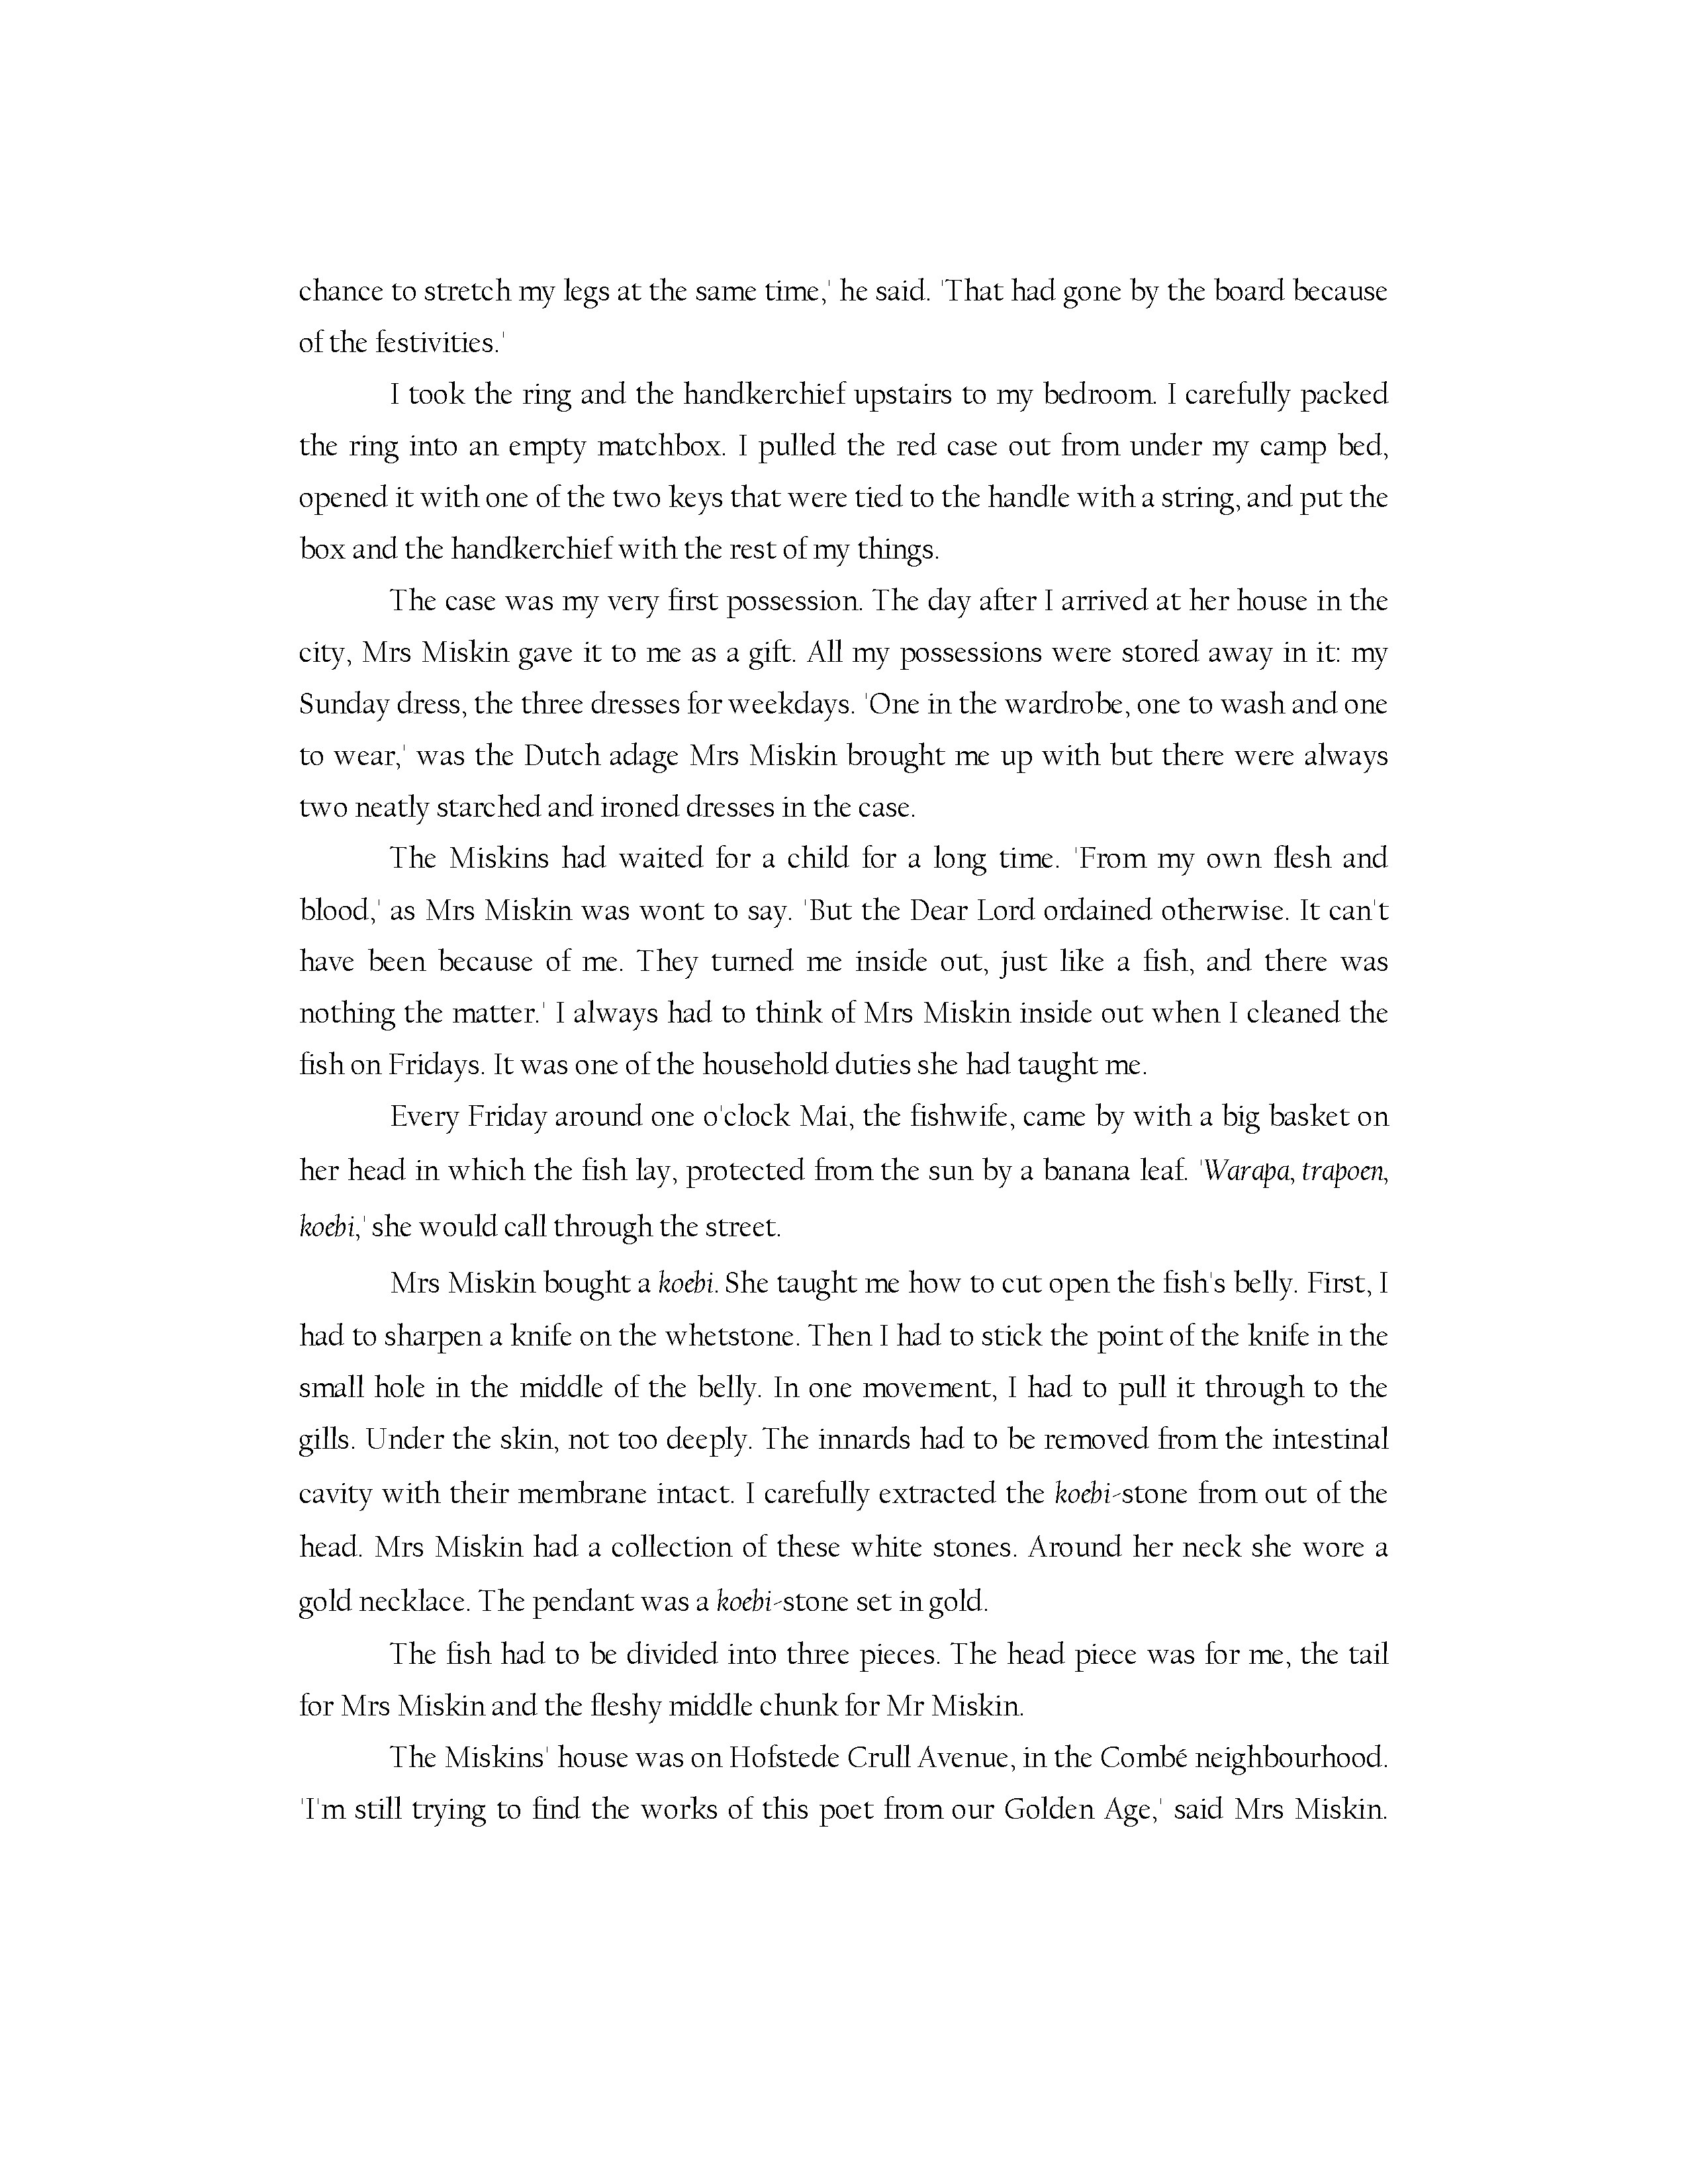 chance to stretch my legs at the same time,' he said. 'That had gone by the board because
of the festivities.'
I took the ring and the handkerchief upstairs to my bedroom. I carefully packed
the ring into an empty matchbox. I pulled the red case out from under my camp bed,
opened it with one of the two keys that were tied to the handle with a string, and put the
box and the handkerchief with the rest of my things.
The case was my very first possession. The day after I arrived at her house in the
city, Mrs Miskin gave it to me as a gift. All my possessions were stored away in it: my
Sunday dress, the three dresses for weekdays. 'One in the wardrobe, one to wash and one
to wear,' was the Dutch adage Mrs Miskin brought me up with but there were always
two neatly starched and ironed dresses in the case.
The Miskins had waited for a child for a long time. 'From my own flesh and
blood,' as Mrs Miskin was wont to say. 'But the Dear Lord ordained otherwise. It can't
have been because of me. They turned me inside out, just like a fish, and there was
nothing the matter.' I always had to think of Mrs Miskin inside out when I cleaned the
fish on Fridays. It was one of the household duties she had taught me.
Every Friday around one o'clock Mai, the fishwife, came by with a big basket on
her head in which the fish lay, protected from the sun by a banana leaf. 'Warapa, trapoen,
koebi,' she would call through the street.
Mrs Miskin bought a koebi. She taught me how to cut open the fish's belly. First, I
had to sharpen a knife on the whetstone. Then I had to stick the point of the knife in the
small hole in the middle of the belly. In one movement, I had to pull it through to the
gills. Under the skin, not too deeply. The innards had to be removed from the intestinal
cavity with their membrane intact. I carefully extracted the koebi-stone from out of the
head. Mrs Miskin had a collection of these white stones. Around her neck she wore a
gold necklace. The pendant was a koebi-stone set in gold.
The fish had to be divided into three pieces. The head piece was for me, the tail
for Mrs Miskin and the fleshy middle chunk for Mr Miskin.
The Miskins' house was on Hofstede Crull Avenue, in the Combé neighbourhood.
'I'm still trying to find the works of this poet from our Golden Age,' said Mrs Miskin.